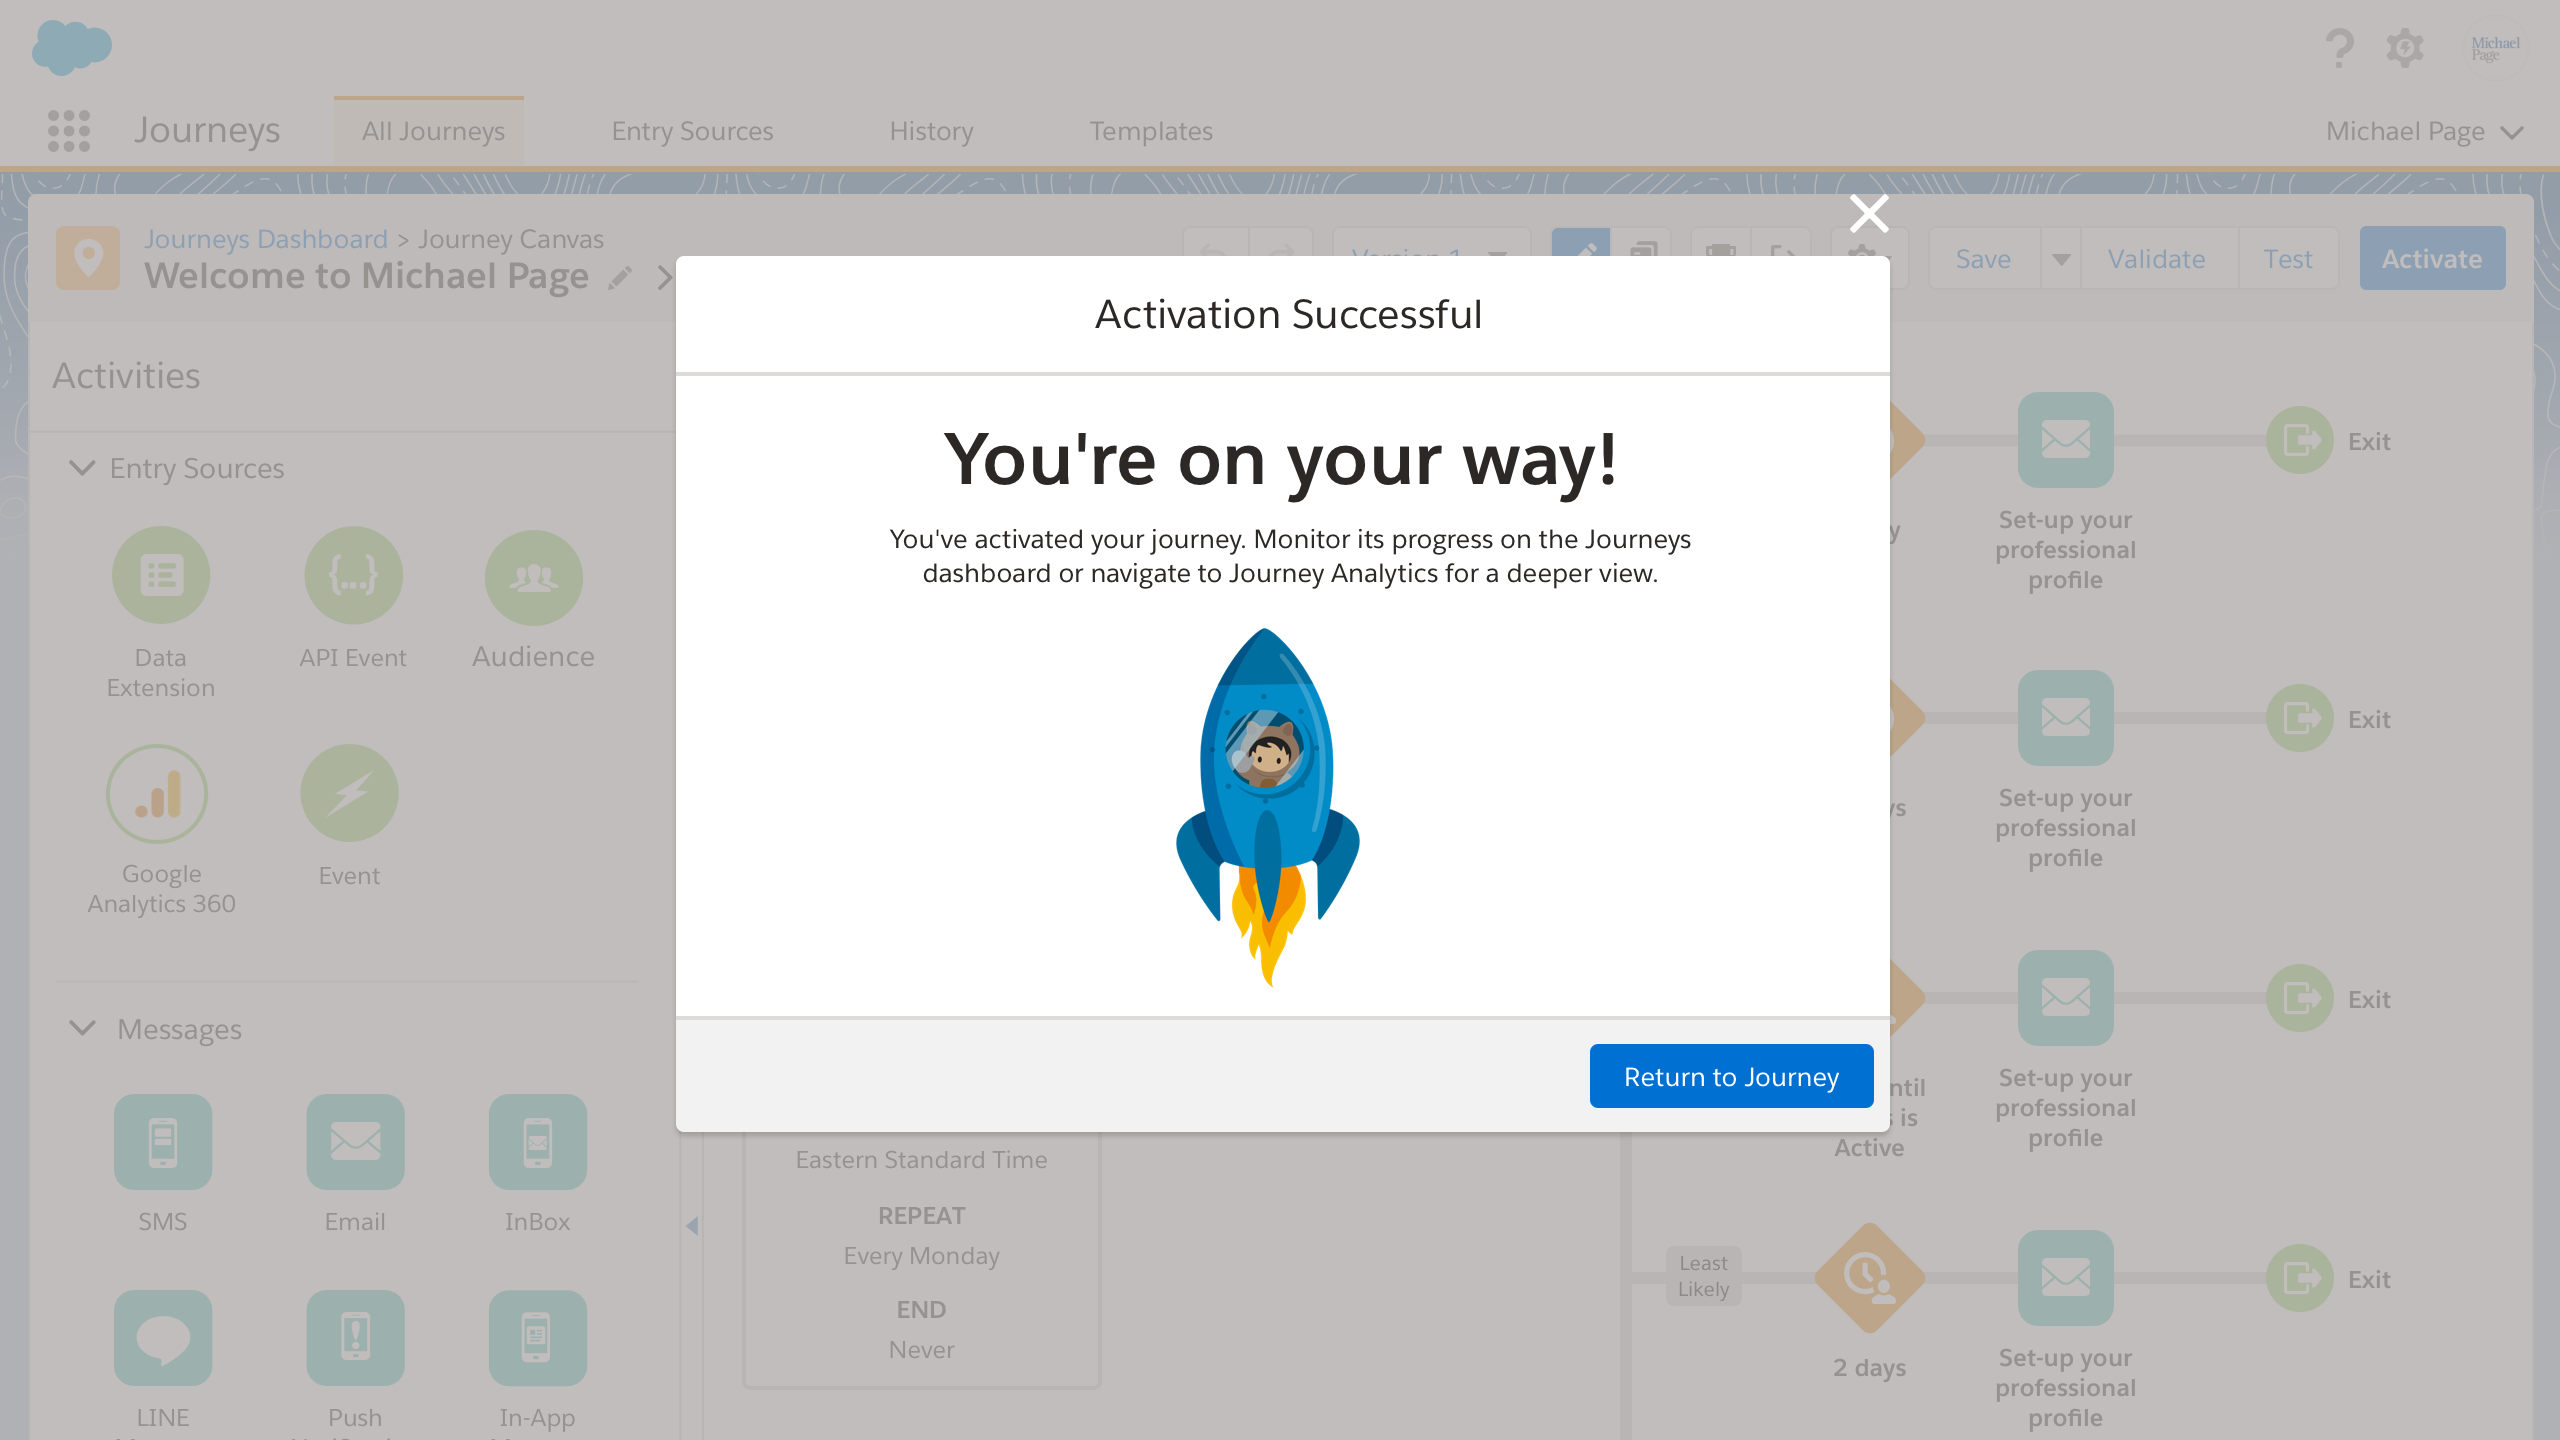 Michael
Page
Journeys
All Journeys
Entry Sources
History
Templates
Michael Page
Journeys Dashboard > Journey Canvas
Welcome to Michael Page
Version 1
Save
Validate
Test
Activate
Activation Successful
You're on your way!
You've activated your journey. Monitor its progress on the Journeys
dashboard or navigate to Journey Analytics for a deeper view.
Return to Journey
Activities
Entry Sources
Data
Extension
API Event
Audience
Google
Analytics 360
Event
Messages
SMS
Email
InBox
LINE
Push
In-App
Eastern Standard Time
REPEAT
Every Monday
END
Never
Set-up your
professional
profile
Exit
Set-up your
professional
profile
Exit
is
Active
Set-up your
professional
profile
Exit
Least
Likely
2 days
Set-up your
professional
profile
Exit